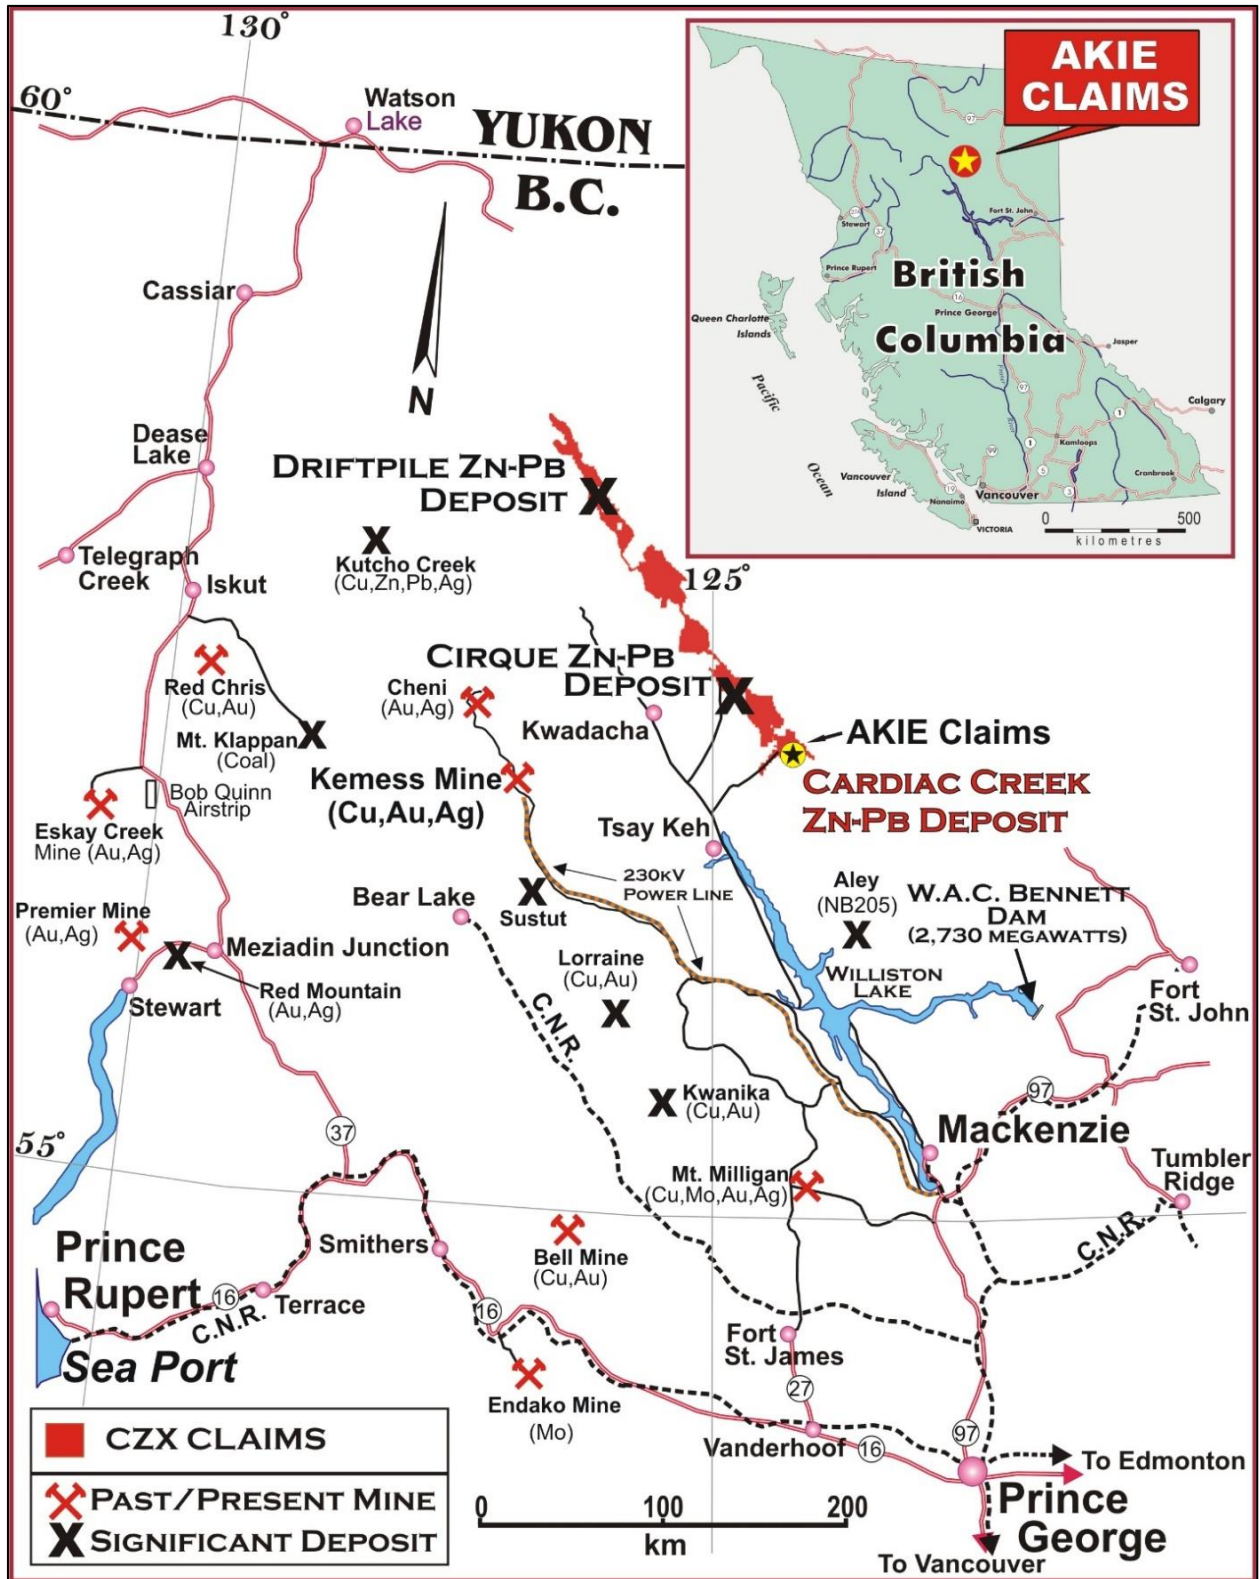 130°
60°
Watson
Lake
YUKON
B.C.
N
Cassiar
Dease
Lake
Telegraph
Creek
Iskut
DRIFTPILE ZN-PB
DEPOSIT
Kutcho Creek
(Cu,Zn,Pb,Ag)
125°
Red Chris
(Cu,Au)
Mt. Klappan
(Coal)
Cheni
(Au,Ag)
CIRQUE ZN-PB
DEPOSIT
Kwadacha
AKIE Claims
CARDIAC CREEK
ZN-PB DEPOSIT
Kemess Mine
(Cu,Au,Ag)
Bob Quinn
Airstrip
Eskay Creek
Mine (Au,Ag)
Tsay Keh
230KV
POWER LINE
Bear Lake
Sustut
Aley
(NB205)
W.A.C. BENNETT
DAM
(2,730 MEGAWATTS)
Premier Mine
(Au,Ag)
Meziadin Junction
Red Mountain
(Au,Ag)
Stewart
Lorraine
(Cu,Au)
WILLISTON
LAKE
Fort
St. John
C.N.R.
Kwanika
(Cu,Au)
97
Mackenzie
37
55°
Mt. Milligan
(Cu,Mo,Au,Ag)
Tumbler
Ridge
C.N.R.
Prince
Rupert
Sea Port
16
C.N.R.
Terrace
Smithers
Bell Mine
(Cu,Au)
16
Endako Mine
(Mo)
Fort
St. James
27
Vanderhoof
16
97
To Edmonton
Prince
George
To Vancouver
CZX CLAIMS
PAST/PRESENT MINE
X SIGNIFICANT DEPOSIT
0 100 200
km
AKIE
CLAIMS
97
Fort St. John
Stewart
37
Prince Rupert
British
Columbia
16
Prince George
Queen Charlotte
Islands
Jasper
Pacific
Ocean
97
Calgary
1
1
Kamloops
5
3
Cranbrook
Vancouver
Island
19
Nanaimo
Vancouver
VICTORIA
0 500
kilometres